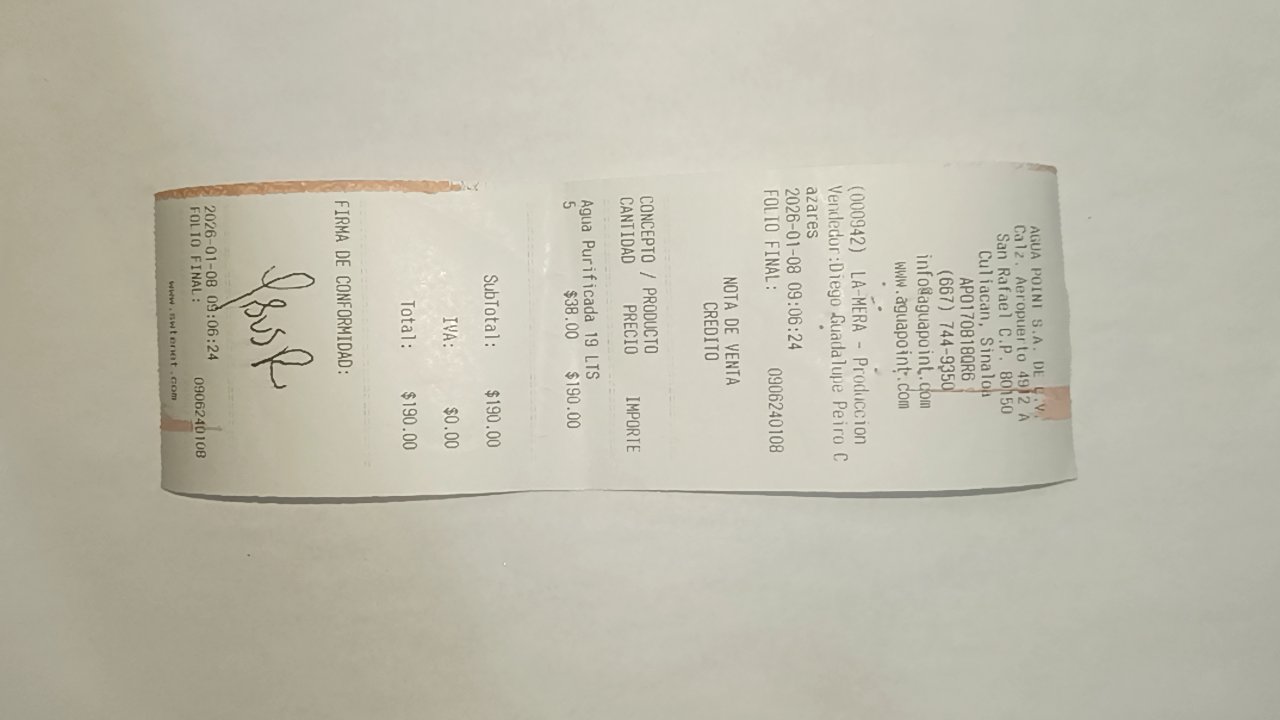 AGUA POINT S.A. DE C.V.
Calz. Aeropuerto 4912 A
San Rafael C.P. 80150
Culiacan, Sinaloa
APO170818QR6
(667) 744-9350
info@aguapoint.com
www.aguapoint.com
(000942) LA-MERA - Produccion
Vendedor:Diego Guadalupe Peiro C
azares
2026-01-08 09:06:24
FOLIO FINAL: 0906240108
NOTA DE VENTA
CREDITO
CONCEPTO / PRODUCTO
CANTIDAD PRECIO IMPORTE
Agua Purificada 19 LTS
5 $38.00 $190.00
SubTotal: $190.00
IVA: $0.00
Total: $190.00
FIRMA DE CONFORMIDAD:
2026-01-08 09:06:24
FOLIO FINAL: 0906240108